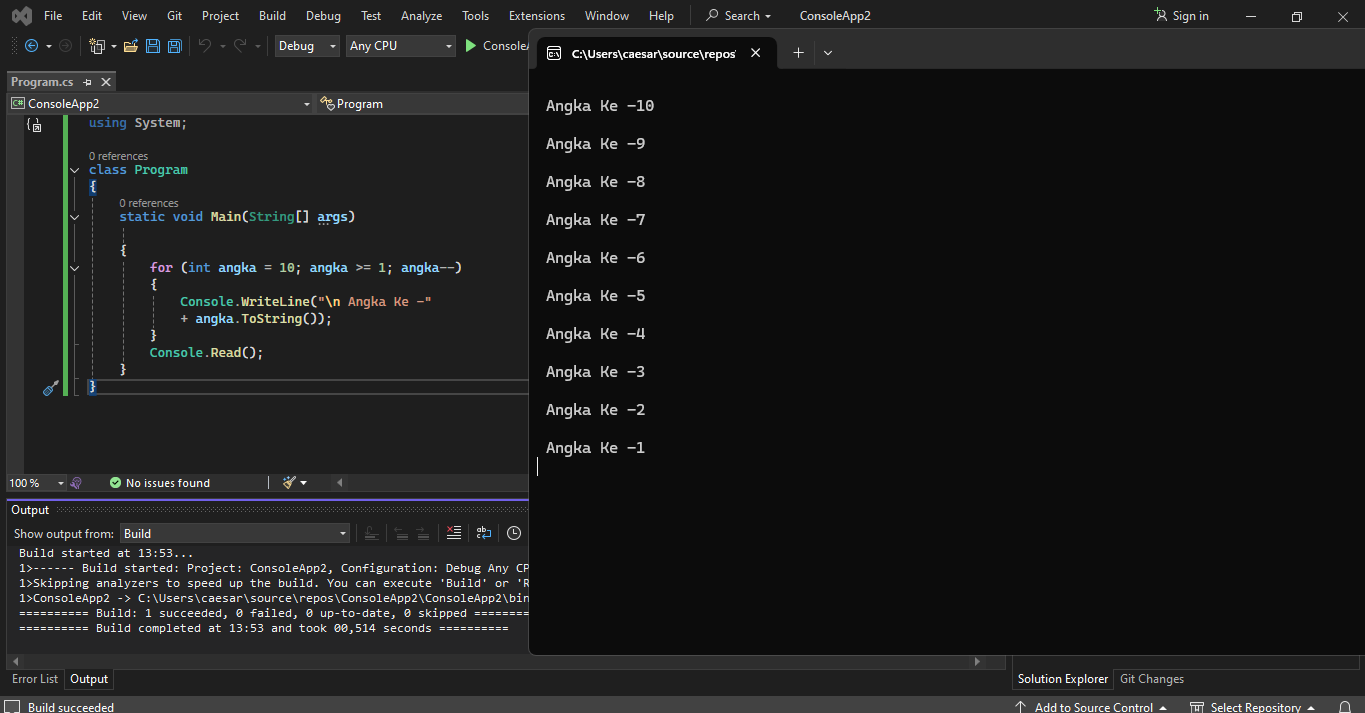 File Edit View Git Project Build Debug Test Analyze Tools Extensions Window Help Search ConsoleApp2 Sign in
Debug Any CPU ConsoleA
C:\Users\caesar\source\repos\
Program.cs
C# ConsoleApp2 Program
using System;
0 references
class Program
{
0 references
static void Main(String[] args)
{
for (int angka = 10; angka >= 1; angka--)
{
Console.WriteLine("\n Angka Ke -"
+ angka.ToString());
}
Console.Read();
}
}
100 % No issues found
Output
Show output from: Build
Build started at 13:53...
1>------ Build started: Project: ConsoleApp2, Configuration: Debug Any CP
1>Skipping analyzers to speed up the build. You can execute 'Build' or 'R
1>ConsoleApp2 -> C:\Users\caesar\source\repos\ConsoleApp2\ConsoleApp2\bin
========== Build: 1 succeeded, 0 failed, 0 up-to-date, 0 skipped ========
========== Build completed at 13:53 and took 00,514 seconds ==========
Angka Ke -10
Angka Ke -9
Angka Ke -8
Angka Ke -7
Angka Ke -6
Angka Ke -5
Angka Ke -4
Angka Ke -3
Angka Ke -2
Angka Ke -1
Error List Output
Solution Explorer Git Changes
Build succeeded
Add to Source Control Select Repository